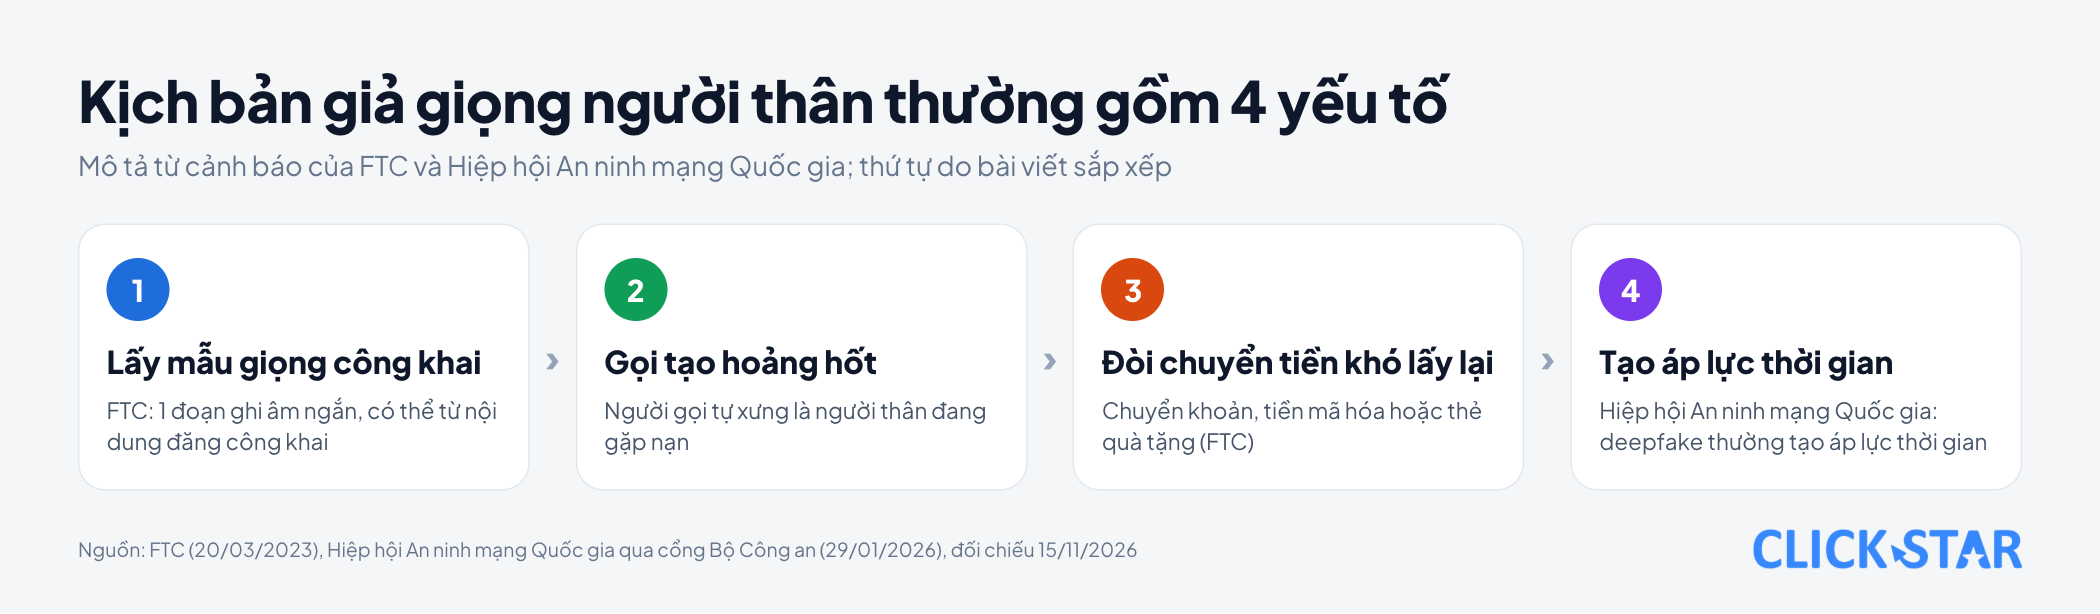 Kịch bản giả giọng người thân thường gồm 4 yếu tố
Mô tả từ cảnh báo của FTC và Hiệp hội An ninh mạng Quốc gia; thứ tự do bài viết sắp xếp
1
Lấy mẫu giọng công khai
FTC: 1 đoạn ghi âm ngắn, có thể từ nội
dung đăng công khai
›
2
Gọi tạo hoảng hốt
Người gọi tự xưng là người thân đang
gặp nạn
›
3
Đòi chuyển tiền khó lấy lại
Chuyển khoản, tiền mã hóa hoặc thẻ
quà tặng (FTC)
›
4
Tạo áp lực thời gian
Hiệp hội An ninh mạng Quốc gia:
deepfake thường tạo áp lực thời gian
Nguồn: FTC (20/03/2023), Hiệp hội An ninh mạng Quốc gia qua cổng Bộ Công an (29/01/2026), đối chiếu 15/11/2026
CLICK STAR